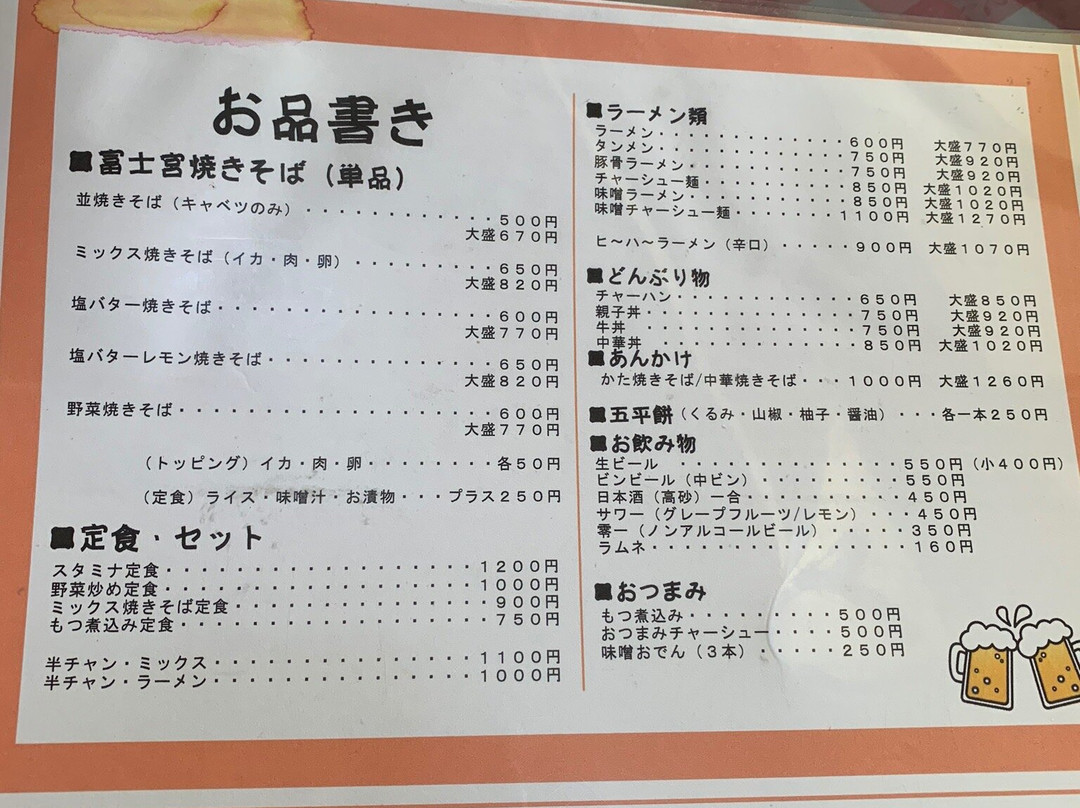 お品書き
■富士宮焼きそば（単品）
並焼きそば（キャベツのみ）・・・・・・・・・・・・500円
大盛670円
ミックス焼きそば（イカ・肉・卵）・・・・・・・・・650円
大盛820円
塩バター焼きそば・・・・・・・・・・・・・・・・・・600円
大盛770円
塩バターレモン焼きそば・・・・・・・・・・・・・・・650円
大盛820円
野菜焼きそば・・・・・・・・・・・・・・・・・・・・600円
大盛770円
（トッピング）イカ・肉・卵・・・・・・・・各50円
（定食）ライス・味噌汁・お漬物・・・プラス250円
■定食・セット
スタミナ定食・・・・・・・・・・・・・・・・・・・1200円
野菜炒め定食・・・・・・・・・・・・・・・・・・・1000円
ミックス焼きそば定食・・・・・・・・・・・・・・・・900円
もつ煮込み定食・・・・・・・・・・・・・・・・・・・750円
半チャン・ミックス・・・・・・・・・・・・・・・・1100円
半チャン・ラーメン・・・・・・・・・・・・・・・・1000円
■ラーメン類
ラーメン・・・・・・・・・・・・・600円 大盛770円
タンメン・・・・・・・・・・・・・750円 大盛920円
豚骨ラーメン・・・・・・・・・・・750円 大盛920円
チャーシュー麺・・・・・・・・・・850円 大盛1020円
味噌ラーメン・・・・・・・・・・・850円 大盛1020円
味噌チャーシュー麺・・・・・・・・1100円 大盛1270円
ヒ～ハ～ラーメン（辛口）・・・・・900円 大盛1070円
■どんぶり物
チャーハン・・・・・・・・・・・・650円 大盛850円
親子丼・・・・・・・・・・・・・・750円 大盛920円
牛丼 ・・・・・・・・・・・・・・750円 大盛920円
中華丼 ・・・・・・・・・・・・・850円 大盛1020円
■あんかけ
かた焼きそば/中華焼きそば・・・1000円 大盛1260円
■五平餅（くるみ・山椒・柚子・醤油）・・・各一本250円
■お飲み物
生ビール ・・・・・・・・・・・・550円（小400円）
ビンビール（中ビン）・・・・・・・・550円
日本酒（高砂）一合・・・・・・・・・450円
サワー（グレープフルーツ/レモン）・・・450円
零一（ノンアルコールビール）・・・・・350円
ラムネ・・・・・・・・・・・・・・・160円
■おつまみ
もつ煮込み・・・・・・・・500円
おつまみチャーシュー・・・・500円
味噌おでん（3本）・・・・・250円